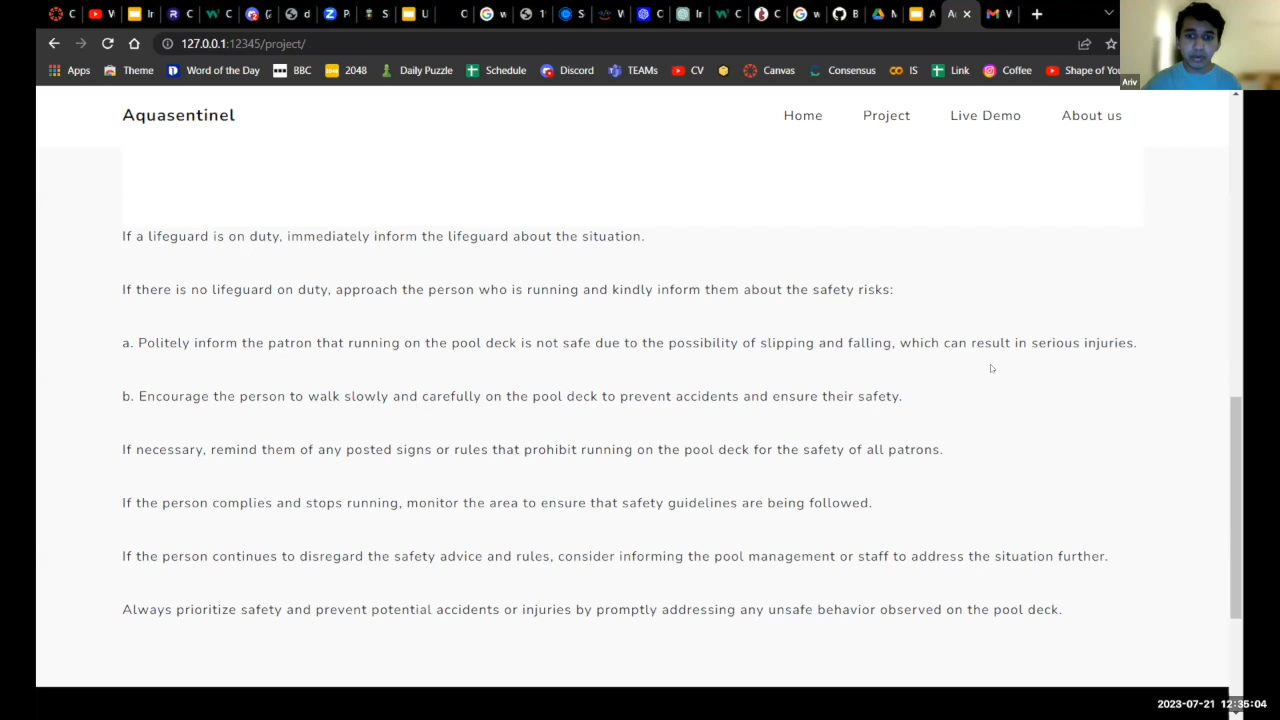 127.0.0.1:12345/project/
Apps Theme Word of the Day BBC 2048 Daily Puzzle Schedule Discord TEAMs CV Canvas Consensus IS Link Coffee Shape of You
Ariv
Aquasentinel Home Project Live Demo About us
If a lifeguard is on duty, immediately inform the lifeguard about the situation.
If there is no lifeguard on duty, approach the person who is running and kindly inform them about the safety risks:
a. Politely inform the patron that running on the pool deck is not safe due to the possibility of slipping and falling, which can result in serious injuries.
b. Encourage the person to walk slowly and carefully on the pool deck to prevent accidents and ensure their safety.
If necessary, remind them of any posted signs or rules that prohibit running on the pool deck for the safety of all patrons.
If the person complies and stops running, monitor the area to ensure that safety guidelines are being followed.
If the person continues to disregard the safety advice and rules, consider informing the pool management or staff to address the situation further.
Always prioritize safety and prevent potential accidents or injuries by promptly addressing any unsafe behavior observed on the pool deck.
2023-07-21 12:35:04